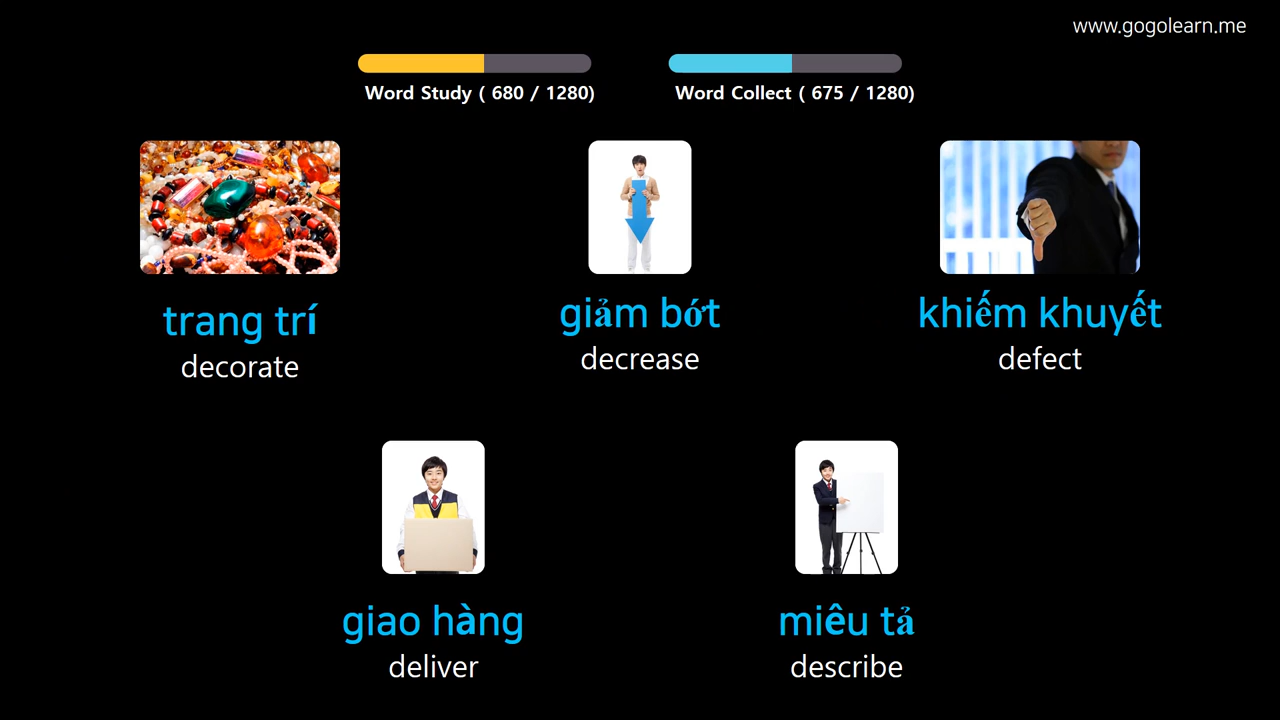 www.gogolearn.me
Word Study ( 680 / 1280)
Word Collect ( 675 / 1280)
trang trí
decorate
giảm bớt
decrease
khiếm khuyết
defect
giao hàng
deliver
miêu tả
describe